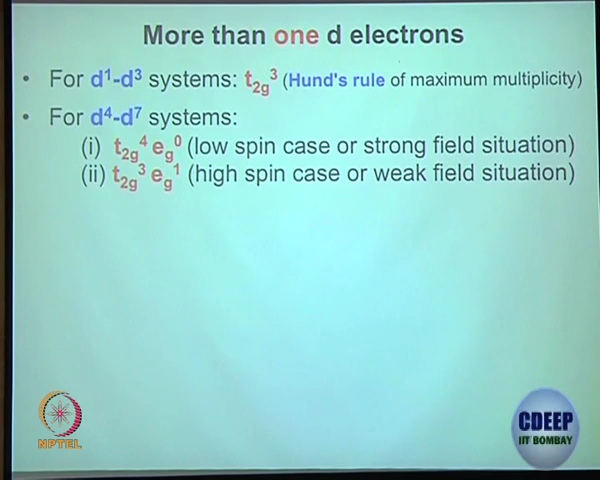 More than one d electrons
• For d¹-d³ systems: t₂g³ (Hund's rule of maximum multiplicity)
• For d⁴-d⁷ systems:
(i) t₂g⁴ eg⁰ (low spin case or strong field situation)
(ii) t₂g³ eg¹ (high spin case or weak field situation)
NPTEL
CDEEP
IIT BOMBAY